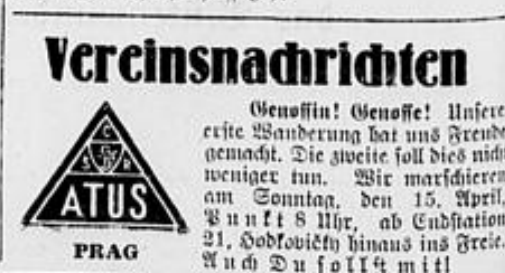 Vereinsnachrichten
Č
S R
ATUS
PRAG
Genossin! Genosse! Unsere
erste Wanderung hat uns Freude
gemacht. Die zweite soll dies nicht
weniger tun. Wir marschieren
am Sonntag, den 15. April,
Punkt 8 Uhr, ab Endstation
21, Hodkovičky hinaus ins Freie.
Auch Du sollst mit!